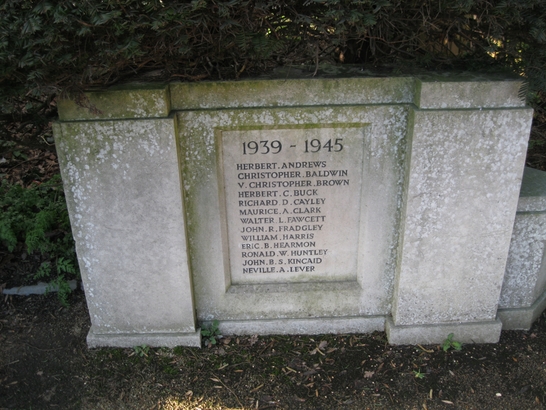 1939 - 1945
HERBERT. ANDREWS
CHRISTOPHER. BALDWIN
V. CHRISTOPHER. BROWN
HERBERT. C. BUCK
RICHARD. D. CAYLEY
MAURICE. A. CLARK
WALTER. L. FAWCETT
JOHN. R. FRADGLEY
WILLIAM. HARRIS
ERIC. B. HEARMON
RONALD. W. HUNTLEY
JOHN. B. S. KINCAID
NEVILLE. A. LEVER